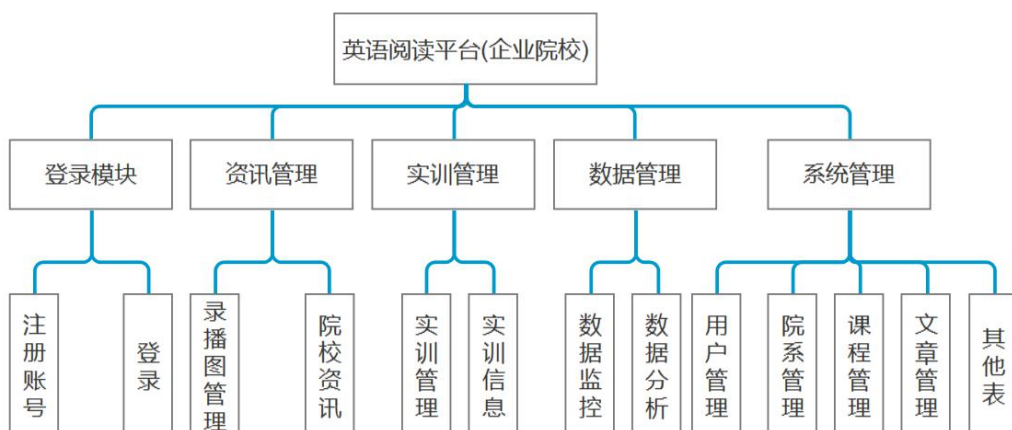 英语阅读平台(企业院校)
登录模块
资讯管理
实训管理
数据管理
系统管理
注册账号
登录
录播图管理
院校资讯
实训管理
实训信息
数据监控
数据分析
用户管理
院系管理
课程管理
文章管理
其他表